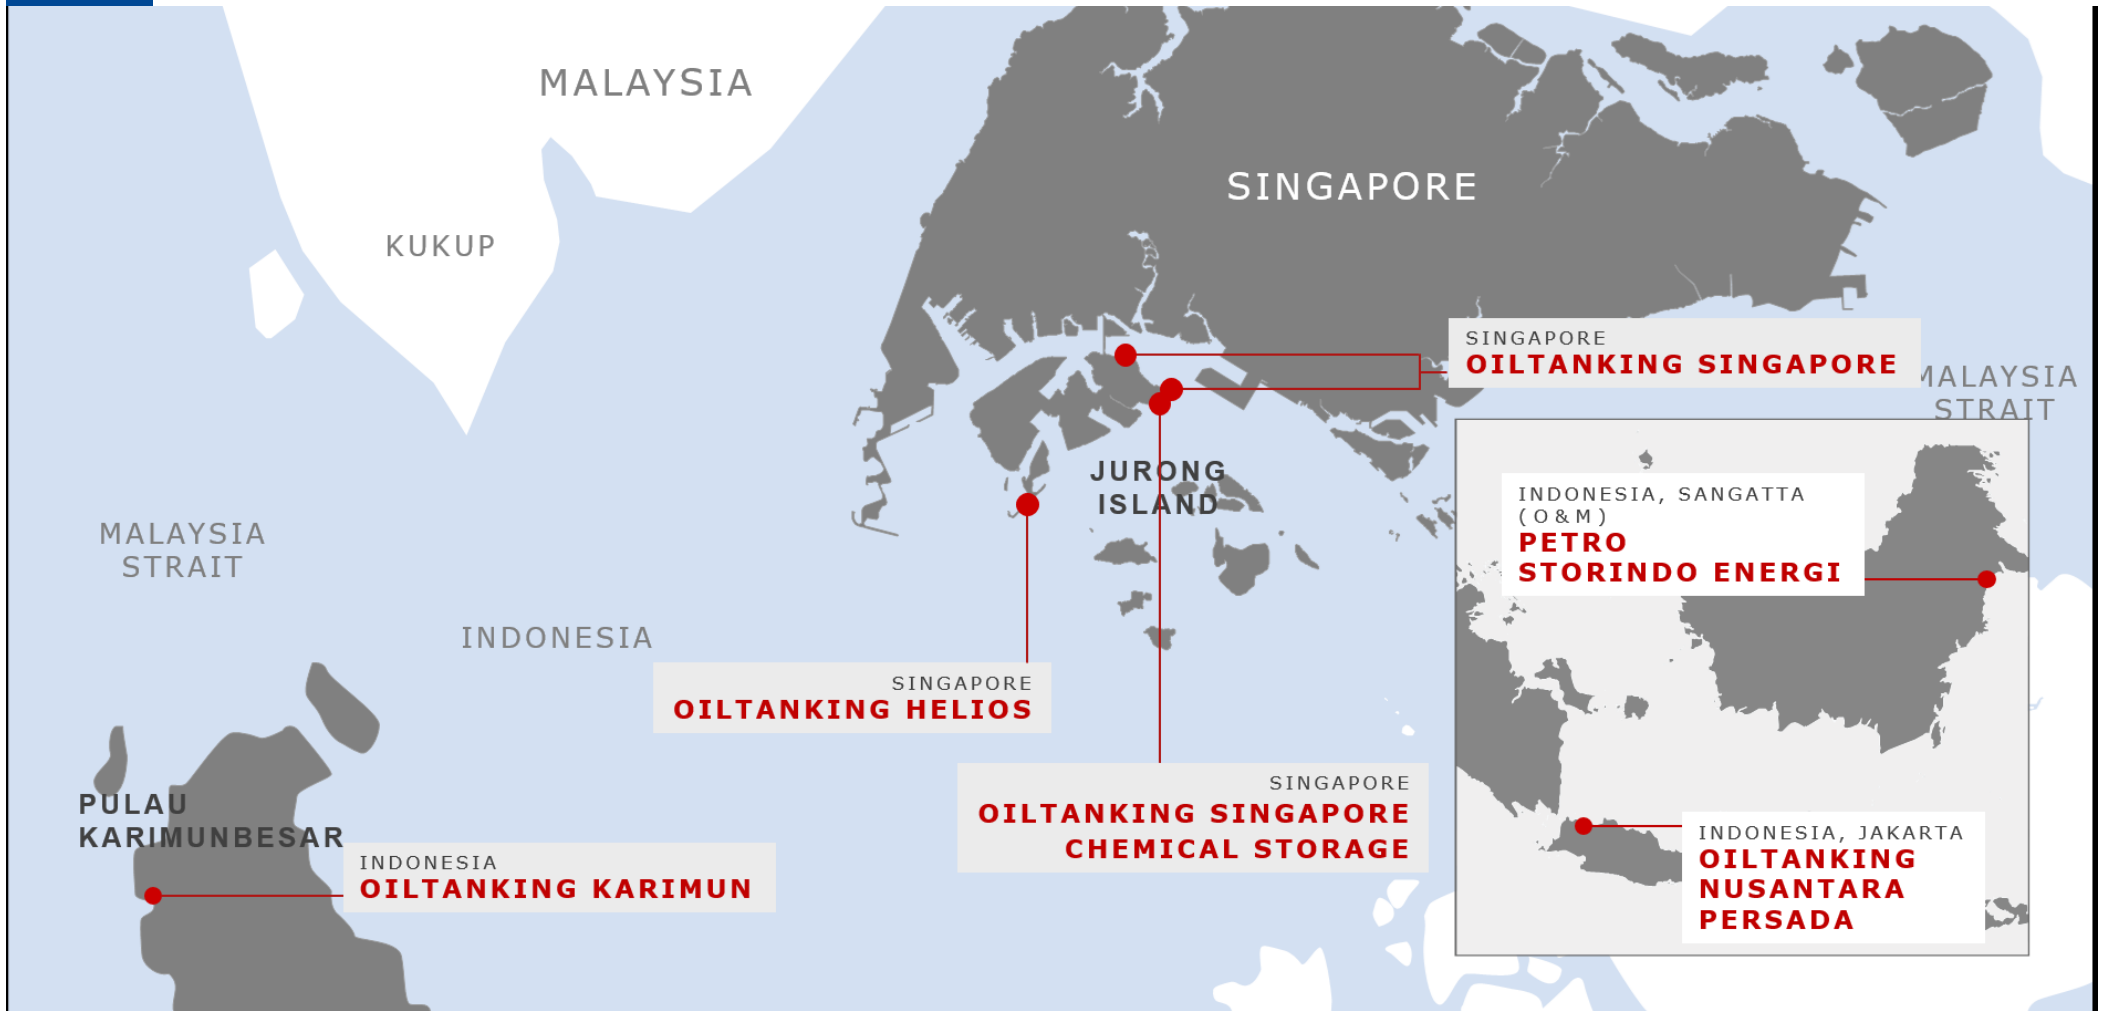 MALAYSIA
KUKUP
SINGAPORE
SINGAPORE
OILTANKING SINGAPORE
MALAYSIA
STRAIT
JURONG
ISLAND
INDONESIA, SANGATTA
(O&M)
PETRO
STORINDO ENERGI
MALAYSIA
STRAIT
INDONESIA
SINGAPORE
OILTANKING HELIOS
SINGAPORE
OILTANKING SINGAPORE
CHEMICAL STORAGE
PULAU
KARIMUNBESAR
INDONESIA
OILTANKING KARIMUN
INDONESIA, JAKARTA
OILTANKING
NUSANTARA
PERSADA